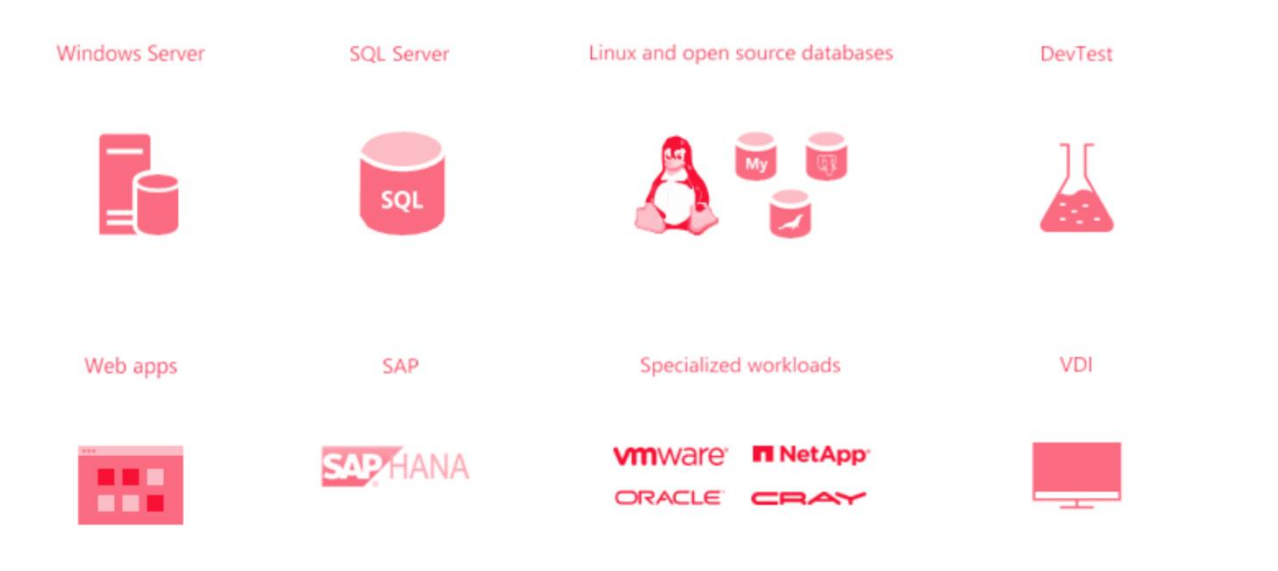 Windows Server
SQL Server
Linux and open source databases
DevTest
SQL
My
Web apps
SAP
Specialized workloads
VDI
SAP HANA
vmware®
NetApp®
ORACLE®
CRAY